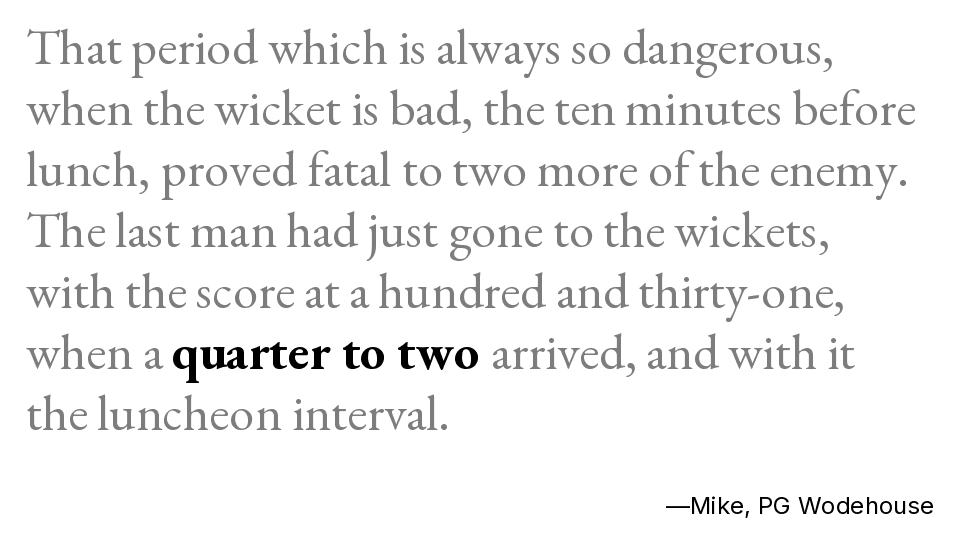 That period which is always so dangerous,
when the wicket is bad, the ten minutes before
lunch, proved fatal to two more of the enemy.
The last man had just gone to the wickets,
with the score at a hundred and thirty-one,
when a quarter to two arrived, and with it
the luncheon interval.
—Mike, PG Wodehouse